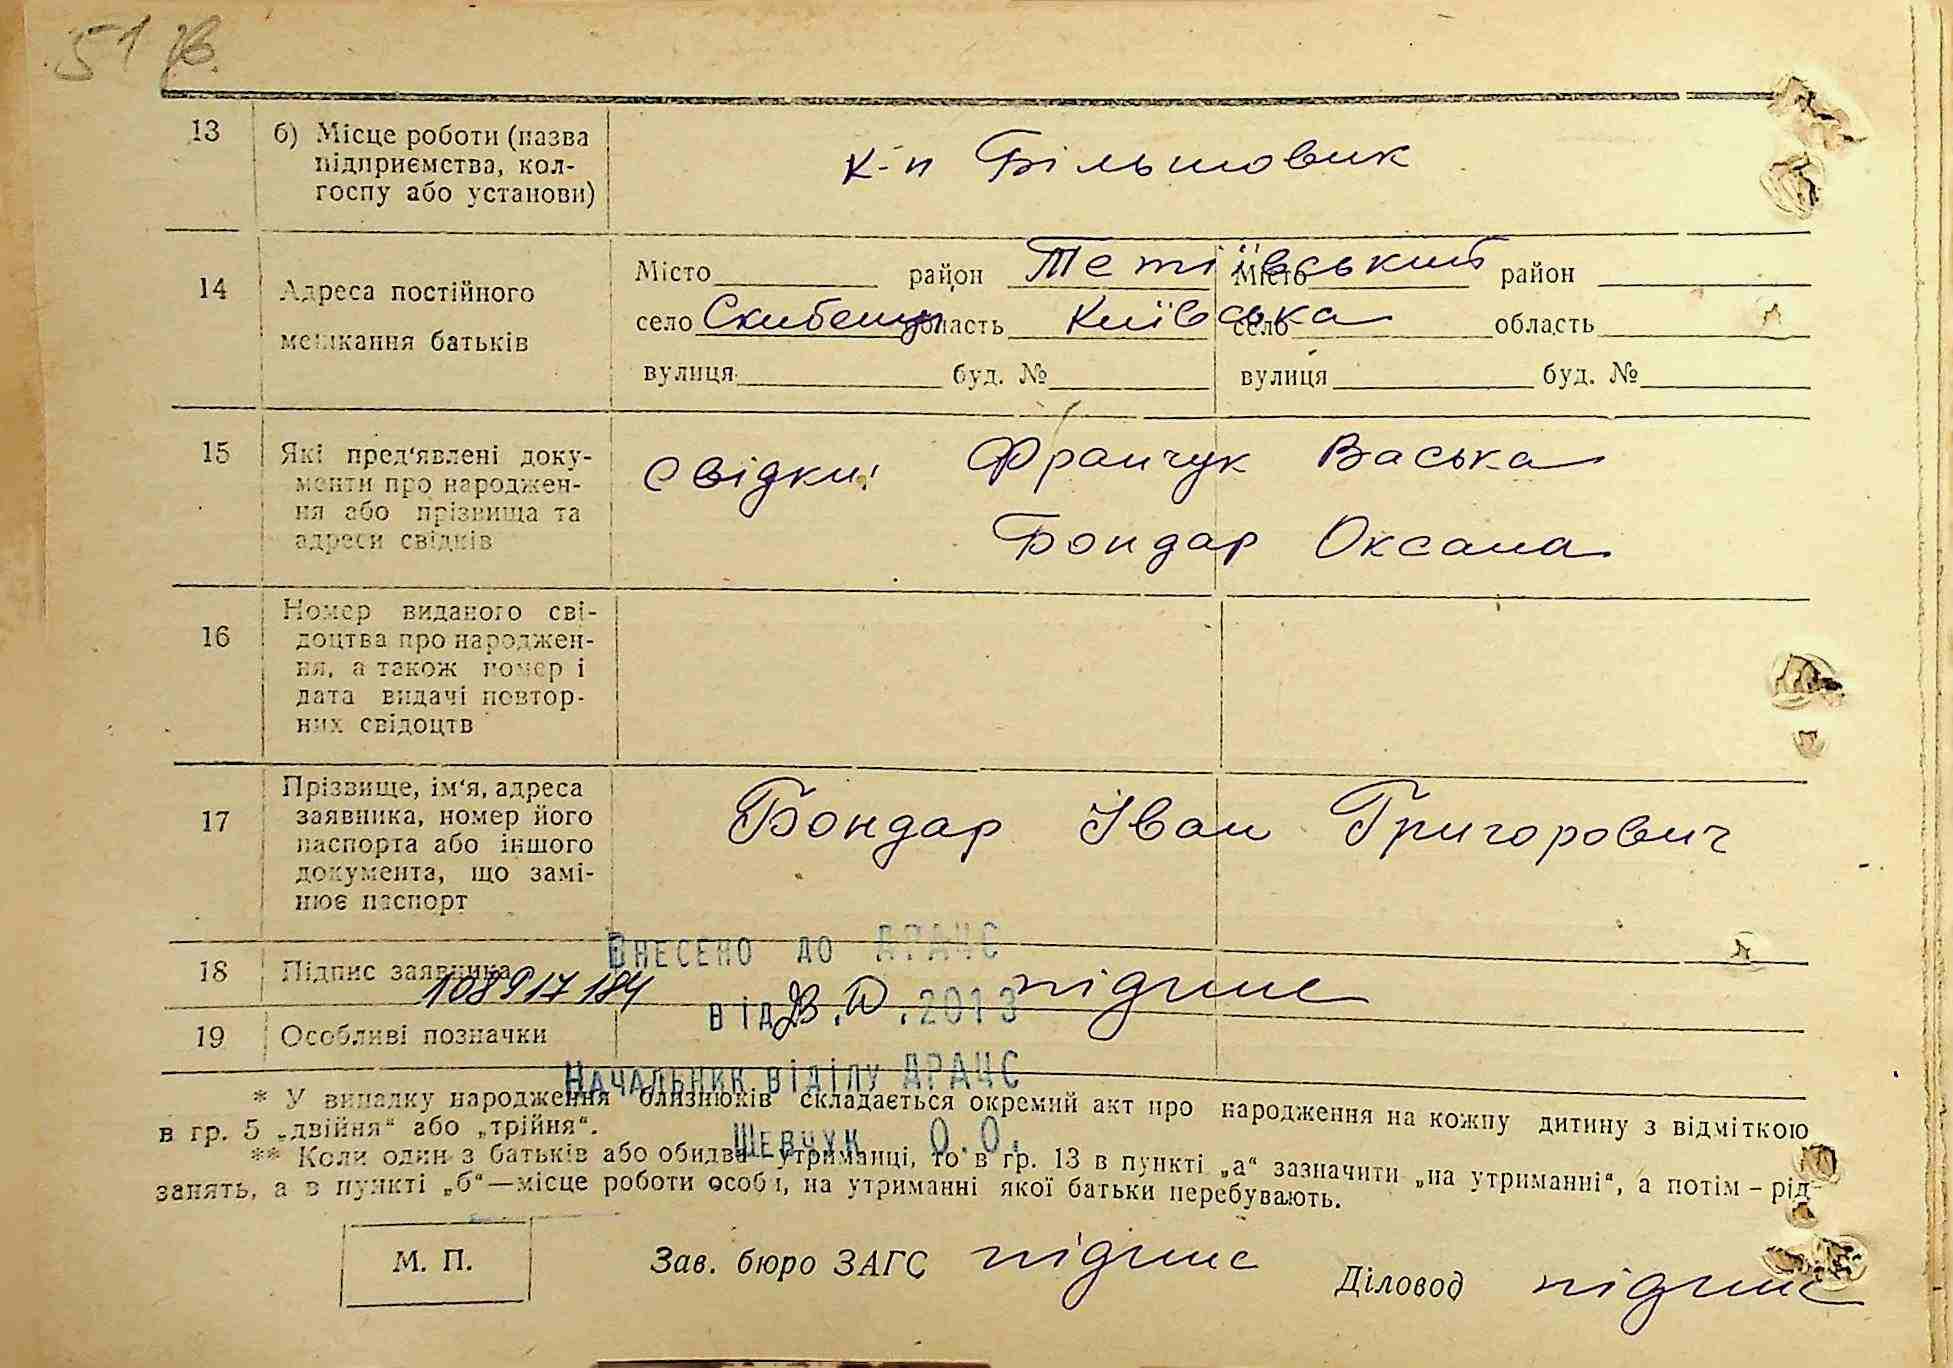 51 зв.
13 б) Місце роботи (назва підприємства, колгоспу або установи) к-п Більшовик
14 Адреса постійного мешкання батьків
Місто район Тетіївський Місто район
село Скибенци область Київська село область
вулиця буд. № вулиця буд. №
15 Які пред'явлені документи про народження або прізвища та адреси свідків
свідки: Франчук Васька
Бондар Оксана
16 Номер виданого свідоцтва про народження, а також номер і дата видачі повторних свідоцтв
17 Прізвище, ім'я, адреса заявника, номер його паспорта або іншого документа, що замінює паспорт
Бондар Іван Григорович
Внесено до ДРАЦС
18 Підпис заявника підпис
108917184
від 2013
19 Особливі позначки
Начальник відділу ДРАЦС
* У випадку народження близнюків складається окремий акт про народження на кожну дитину з відміткою
в гр. 5 „двійня“ або „трійня“.
Шевчук О.О.
** Коли один з батьків або обидва утриманці, то в гр. 13 в пункті „а“ зазначити „на утриманні“, а потім – рід
занять, а в пункті „б“—місце роботи особи, на утриманні якої батьки перебувають.
М. П. Зав. бюро ЗАГС підпис Діловод підпис